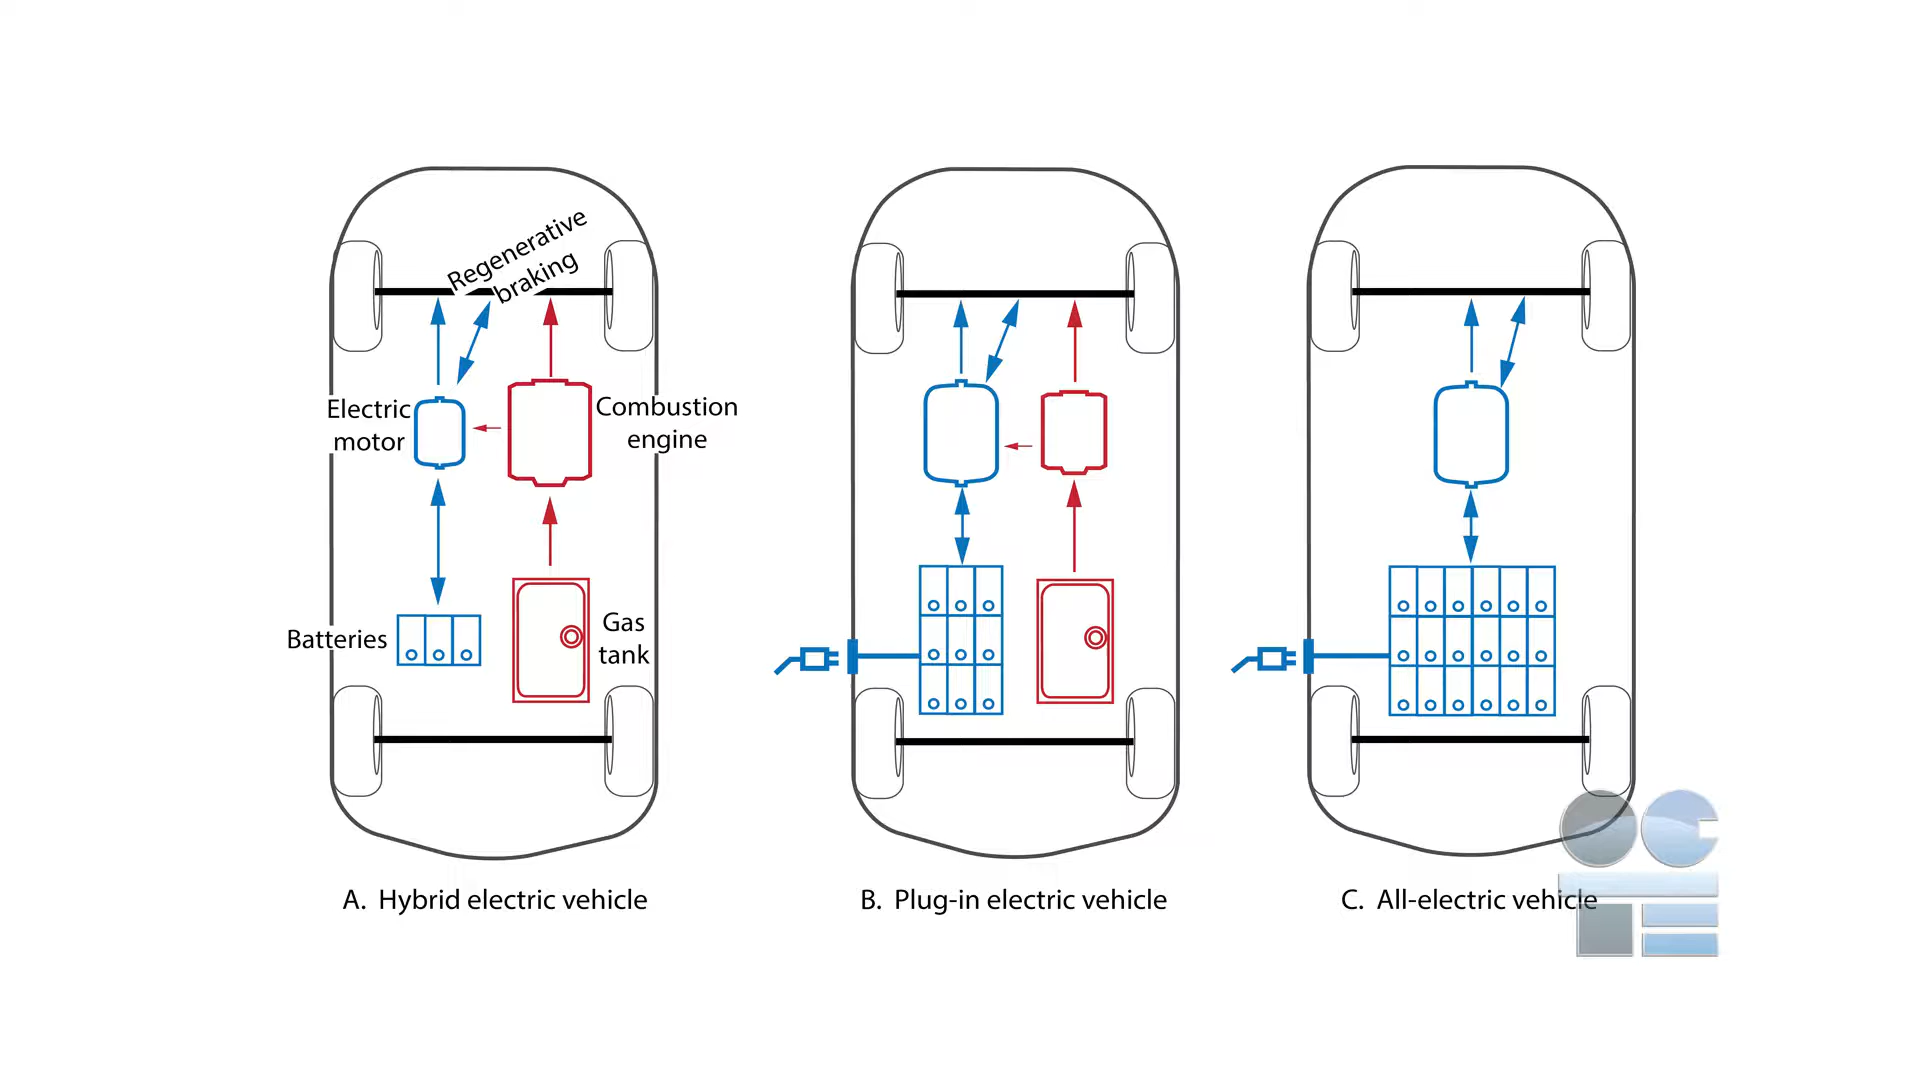 Regenerative
braking
Electric
motor
Combustion
engine
Batteries
Gas
tank
A. Hybrid electric vehicle
B. Plug-in electric vehicle
C. All-electric vehicle